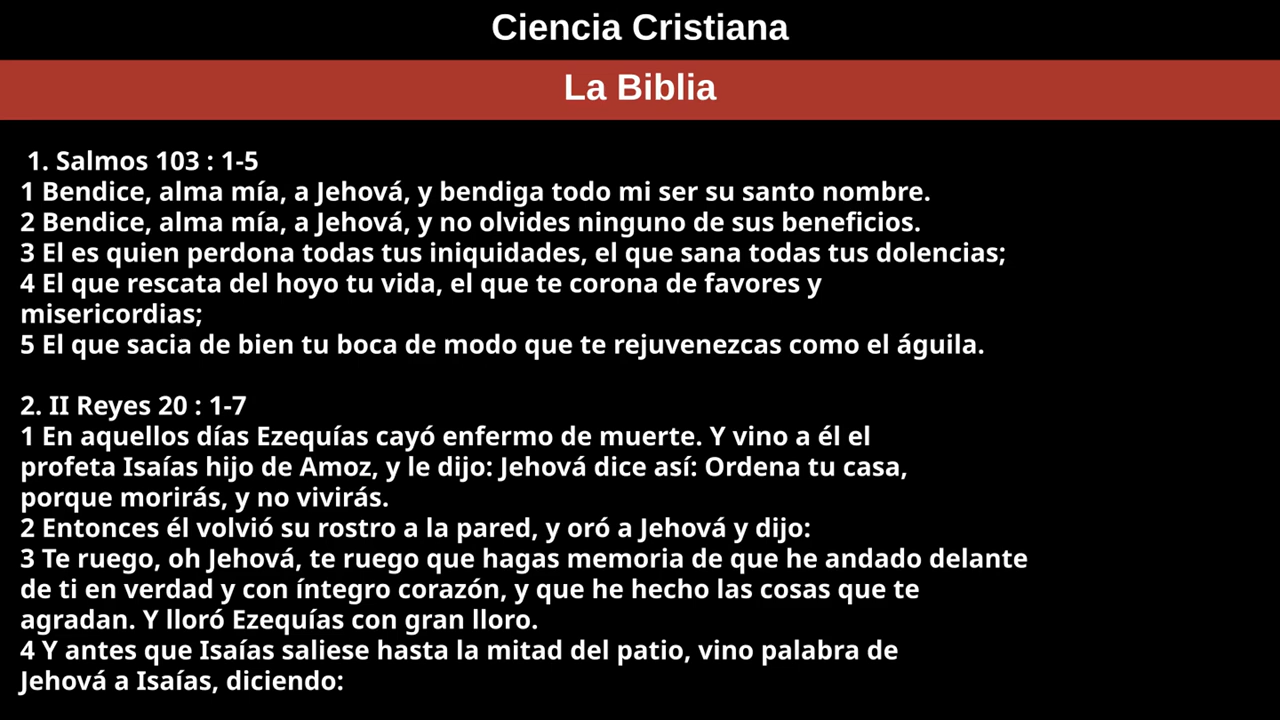 Ciencia Cristiana
La Biblia
1. Salmos 103 : 1-5
1 Bendice, alma mía, a Jehová, y bendiga todo mi ser su santo nombre.
2 Bendice, alma mía, a Jehová, y no olvides ninguno de sus beneficios.
3 El es quien perdona todas tus iniquidades, el que sana todas tus dolencias;
4 El que rescata del hoyo tu vida, el que te corona de favores y
misericordias;
5 El que sacia de bien tu boca de modo que te rejuvenezcas como el águila.
2. II Reyes 20 : 1-7
1 En aquellos días Ezequías cayó enfermo de muerte. Y vino a él el
profeta Isaías hijo de Amoz, y le dijo: Jehová dice así: Ordena tu casa,
porque morirás, y no vivirás.
2 Entonces él volvió su rostro a la pared, y oró a Jehová y dijo:
3 Te ruego, oh Jehová, te ruego que hagas memoria de que he andado delante
de ti en verdad y con íntegro corazón, y que he hecho las cosas que te
agradan. Y lloró Ezequías con gran lloro.
4 Y antes que Isaías saliese hasta la mitad del patio, vino palabra de
Jehová a Isaías, diciendo: